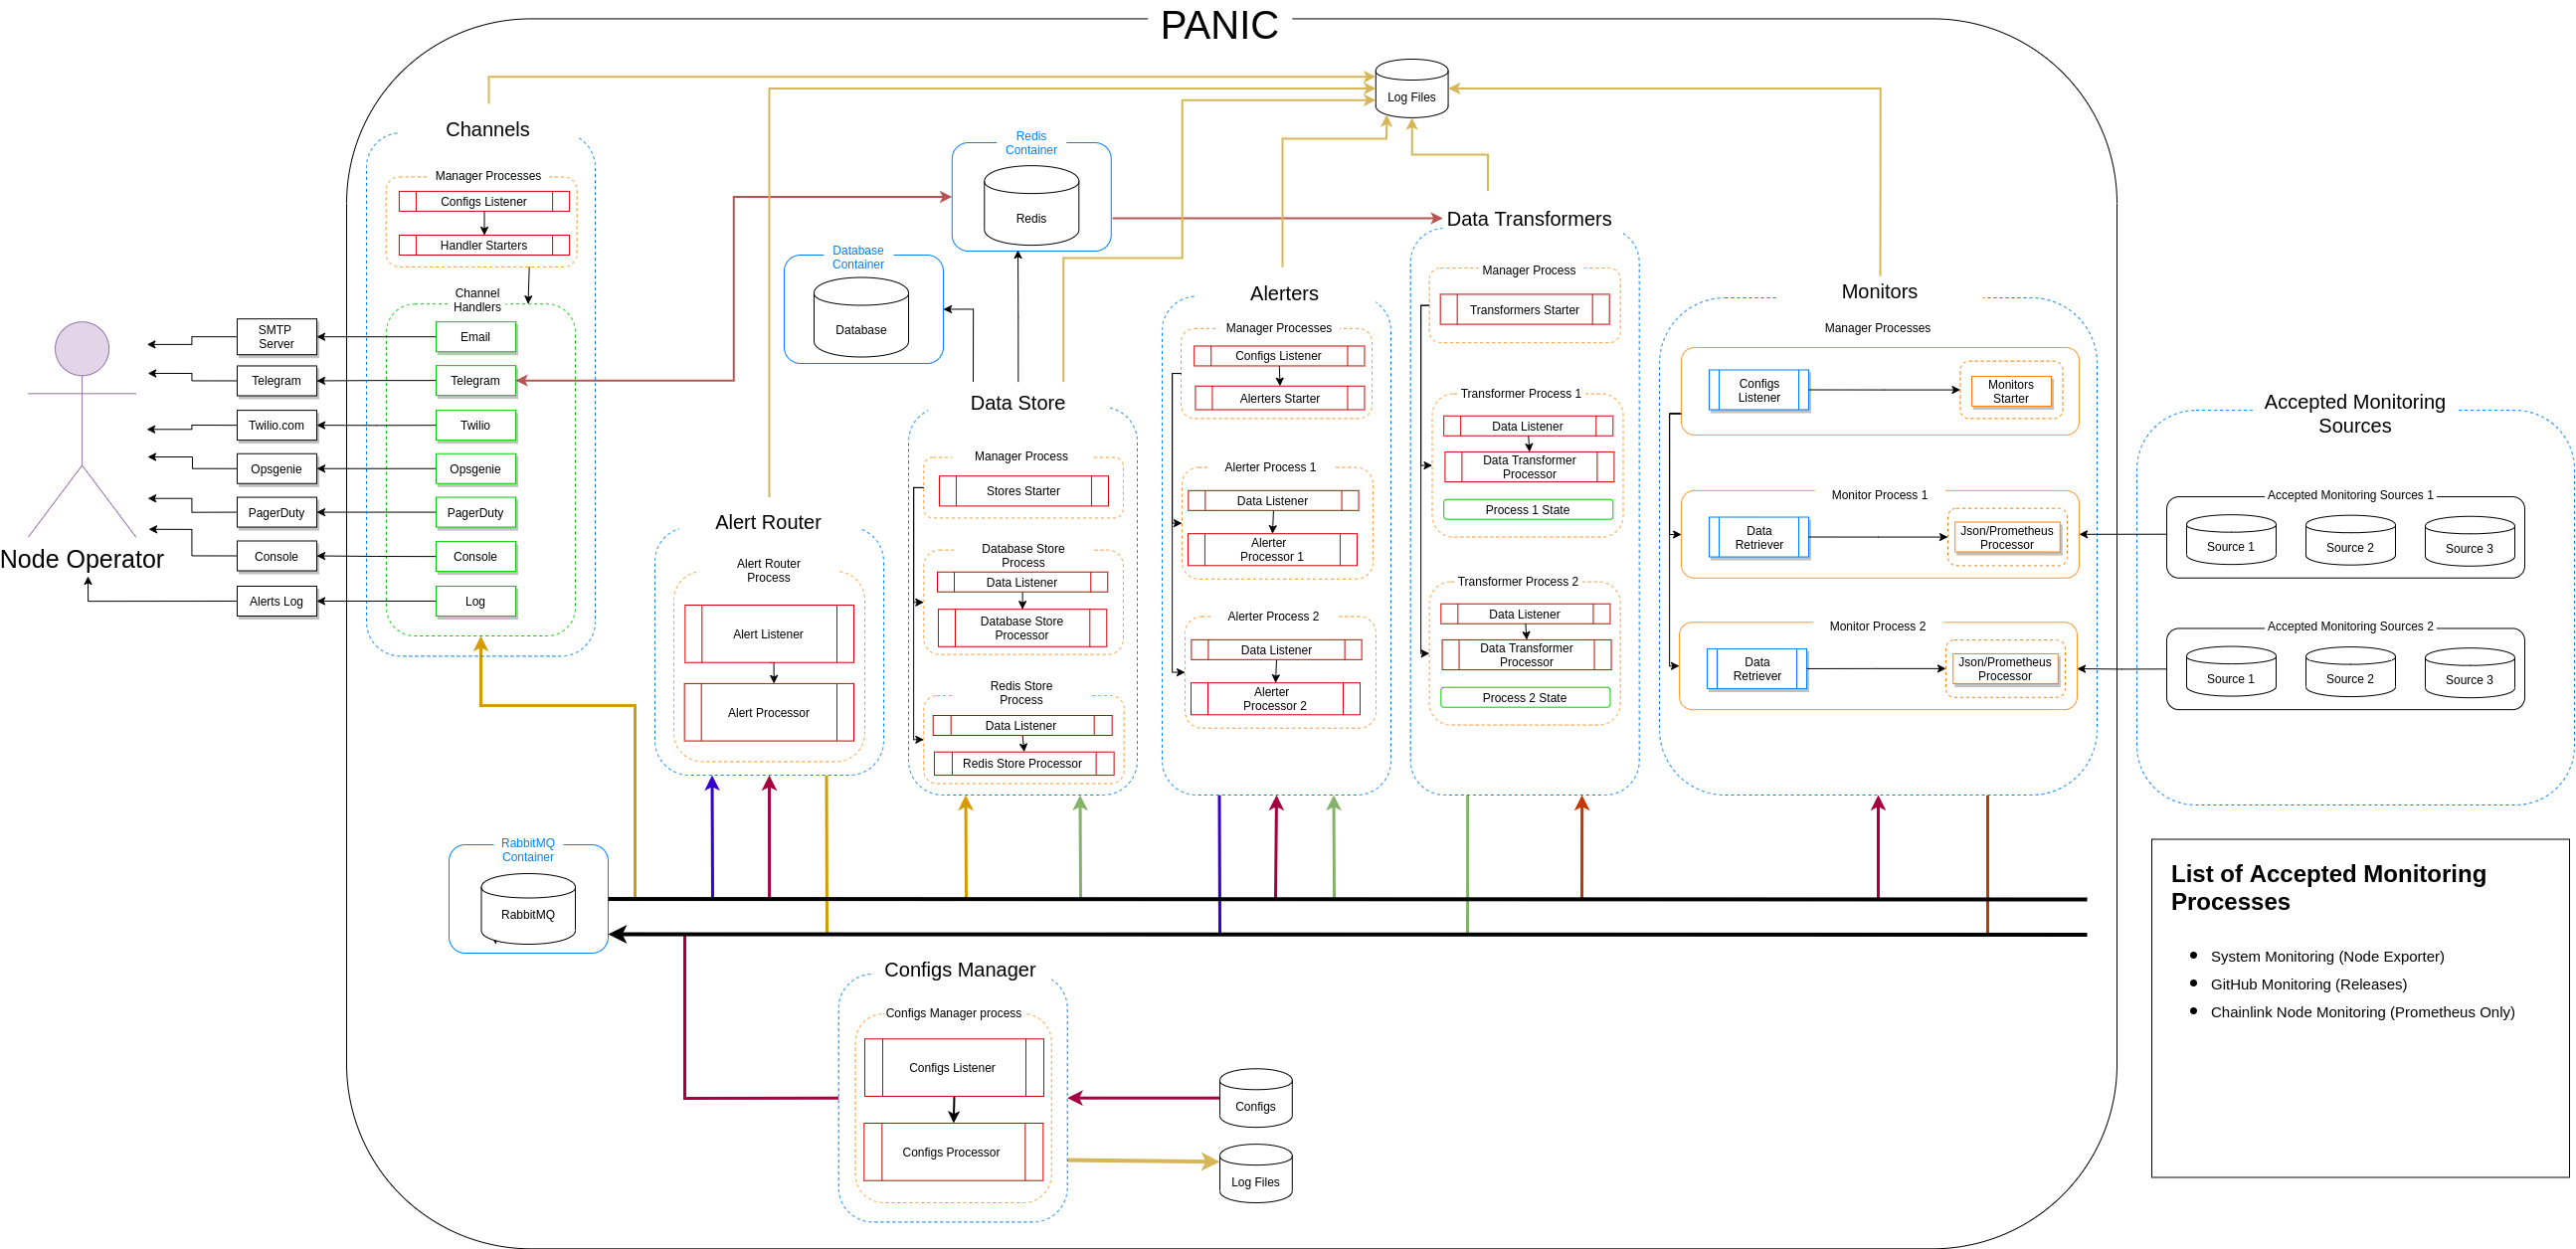 PANIC
Log Files
Channels
Manager Processes
Configs Listener
Handler Starters
Channel
Handlers
Email
Telegram
Twilio
Opsgenie
PagerDuty
Console
Log
SMTP
Server
Telegram
Twilio.com
Opsgenie
PagerDuty
Console
Alerts Log
Node Operator
Redis
Container
Redis
Database
Container
Database
Alert Router
Alert Router
Process
Alert Listener
Alert Processor
Data Store
Manager Process
Stores Starter
Database Store
Process
Data Listener
Database Store
Processor
Redis Store
Process
Data Listener
Redis Store Processor
Alerters
Manager Processes
Configs Listener
Alerters Starter
Alerter Process 1
Data Listener
Alerter
Processor 1
Alerter Process 2
Data Listener
Alerter
Processor 2
Data Transformers
Manager Process
Transformers Starter
Transformer Process 1
Data Listener
Data Transformer
Processor
Process 1 State
Transformer Process 2
Data Listener
Data Transformer
Processor
Process 2 State
Monitors
Manager Processes
Configs
Listener
Monitors
Starter
Monitor Process 1
Data
Retriever
Json/Prometheus
Processor
Monitor Process 2
Data
Retriever
Json/Prometheus
Processor
Accepted Monitoring
Sources
Accepted Monitoring Sources 1
Source 1
Source 2
Source 3
Accepted Monitoring Sources 2
Source 1
Source 2
Source 3
RabbitMQ
Container
RabbitMQ
Configs Manager
Configs Manager process
Configs Listener
Configs Processor
Configs
Log Files
List of Accepted Monitoring
Processes
System Monitoring (Node Exporter)
GitHub Monitoring (Releases)
Chainlink Node Monitoring (Prometheus Only)